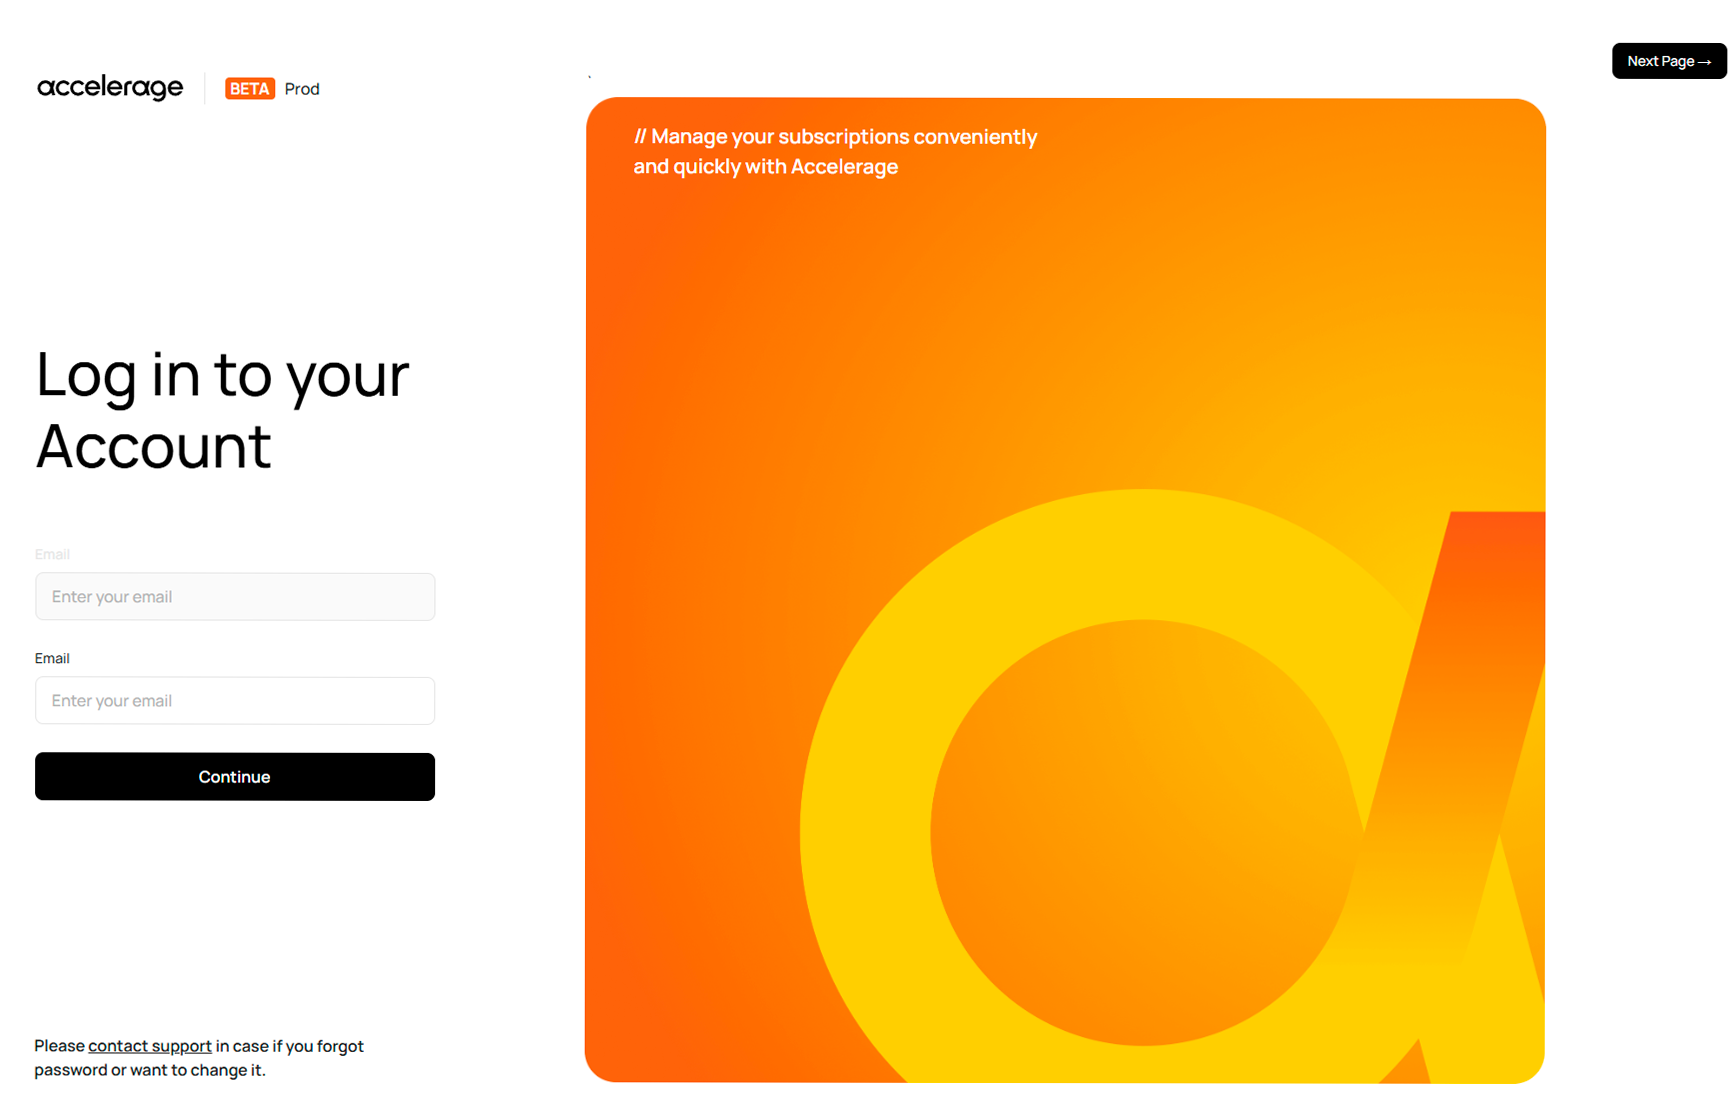 accelerage
BETA Prod
Next Page →
// Manage your subscriptions conveniently
and quickly with Accelerage
Log in to your
Account
Email
Enter your email
Email
Enter your email
Continue
Please contact support in case if you forgot
password or want to change it.